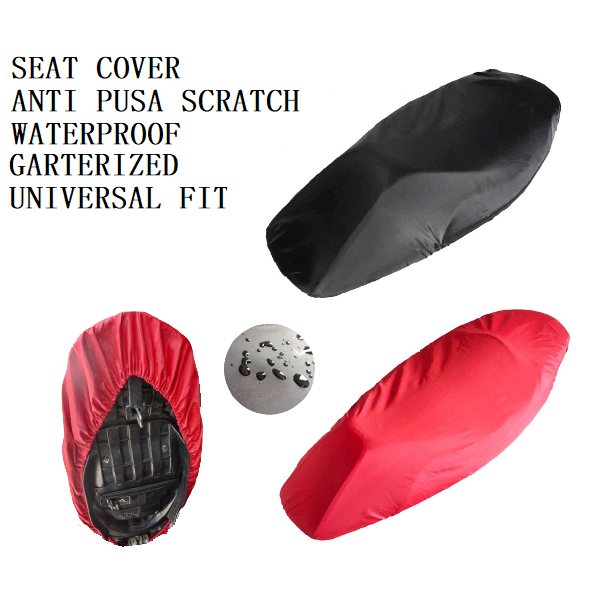 SEAT COVER
ANTI PUSA SCRATCH
WATERPROOF
GARTERIZED
UNIVERSAL FIT